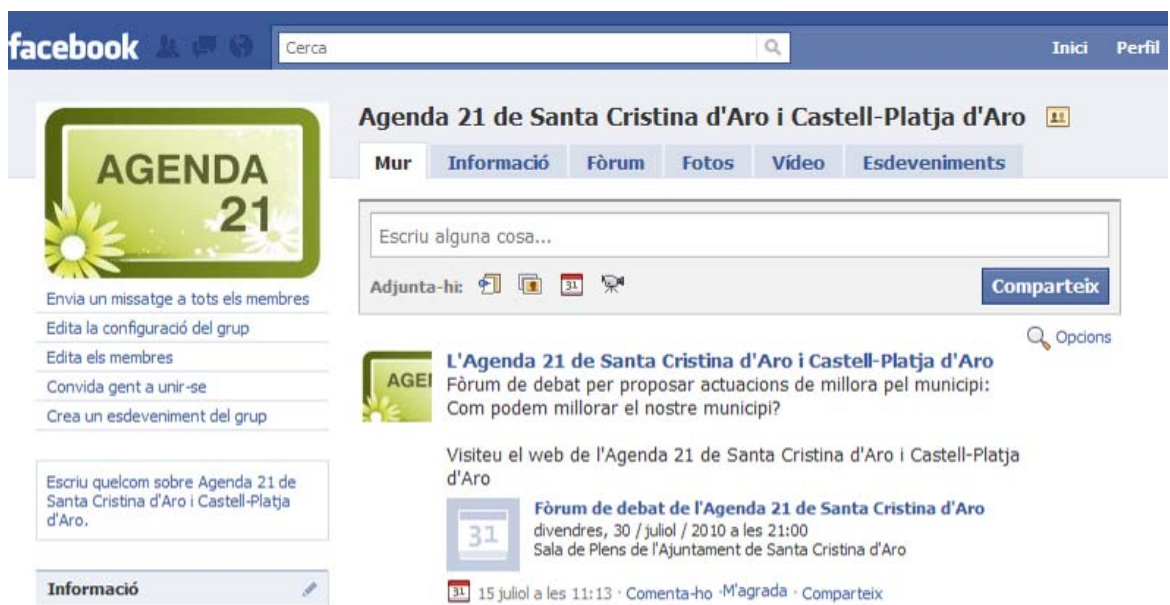 facebook
Cerca
Inici Perfil
AGENDA
21
Envia un missatge a tots els membres
Edita la configuració del grup
Edita els membres
Convida gent a unir-se
Crea un esdeveniment del grup
Escriu quelcom sobre Agenda 21 de
Santa Cristina d'Aro i Castell-Platja
d'Aro.
Informació
Agenda 21 de Santa Cristina d'Aro i Castell-Platja d'Aro
Mur Informació Fòrum Fotos Vídeo Esdeveniments
Escriu alguna cosa...
Adjunta-hi: 31
Comparteix
Opcions
AGE
L'Agenda 21 de Santa Cristina d'Aro i Castell-Platja d'Aro
Fòrum de debat per proposar actuacions de millora pel municipi:
Com podem millorar el nostre municipi?
Visiteu el web de l'Agenda 21 de Santa Cristina d'Aro i Castell-Platja
d'Aro
31
Fòrum de debat de l'Agenda 21 de Santa Cristina d'Aro
divendres, 30 / juliol / 2010 a les 21:00
Sala de Plens de l'Ajuntament de Santa Cristina d'Aro
31 15 juliol a les 11:13 · Comenta-ho · M'agrada · Comparteix